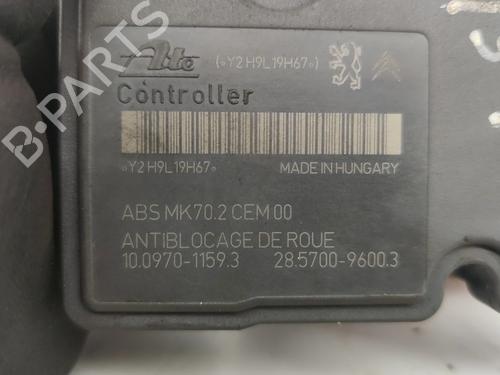 Ate (»Y2 H9L19H67«)
Controller
»Y2 H9L19H67« MADE IN HUNGARY
ABS MK70.2 CEM 00
ANTIBLOCAGE DE ROUE
10.0970-1159.3 28.5700-9600.3
B-PARTS